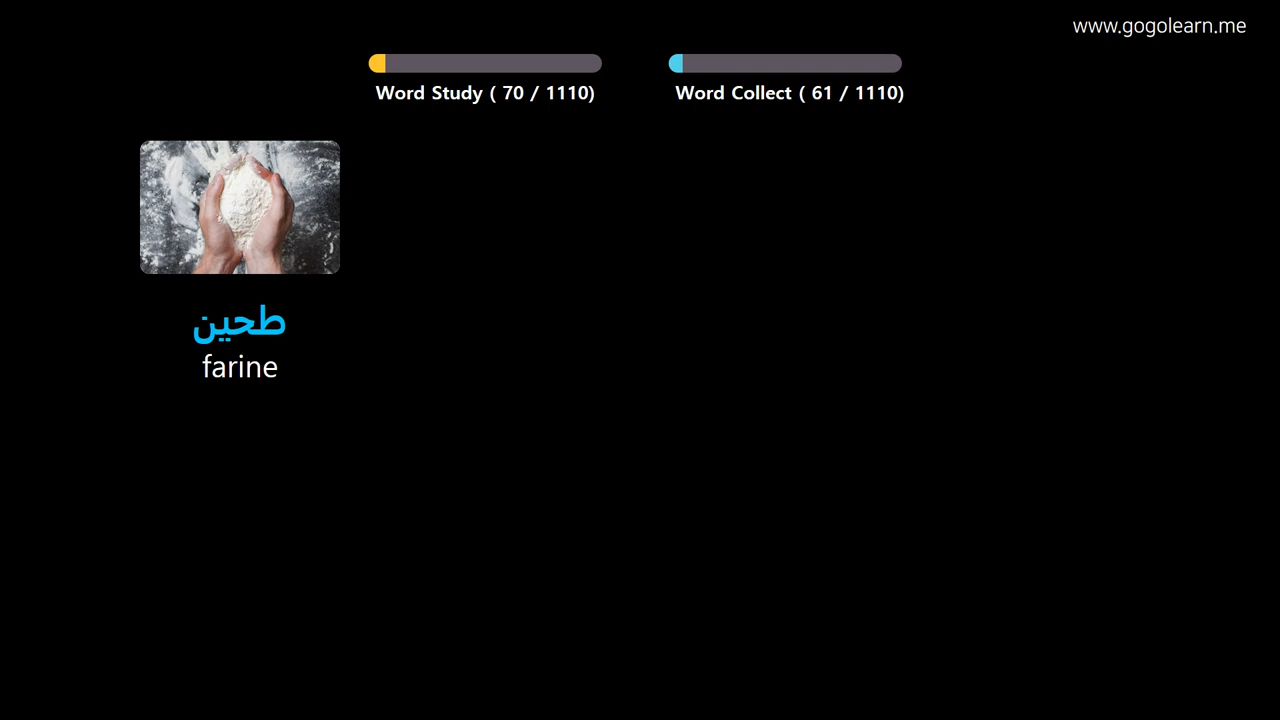 www.gogolearn.me
Word Study ( 70 / 1110)
Word Collect ( 61 / 1110)
طحين
farine